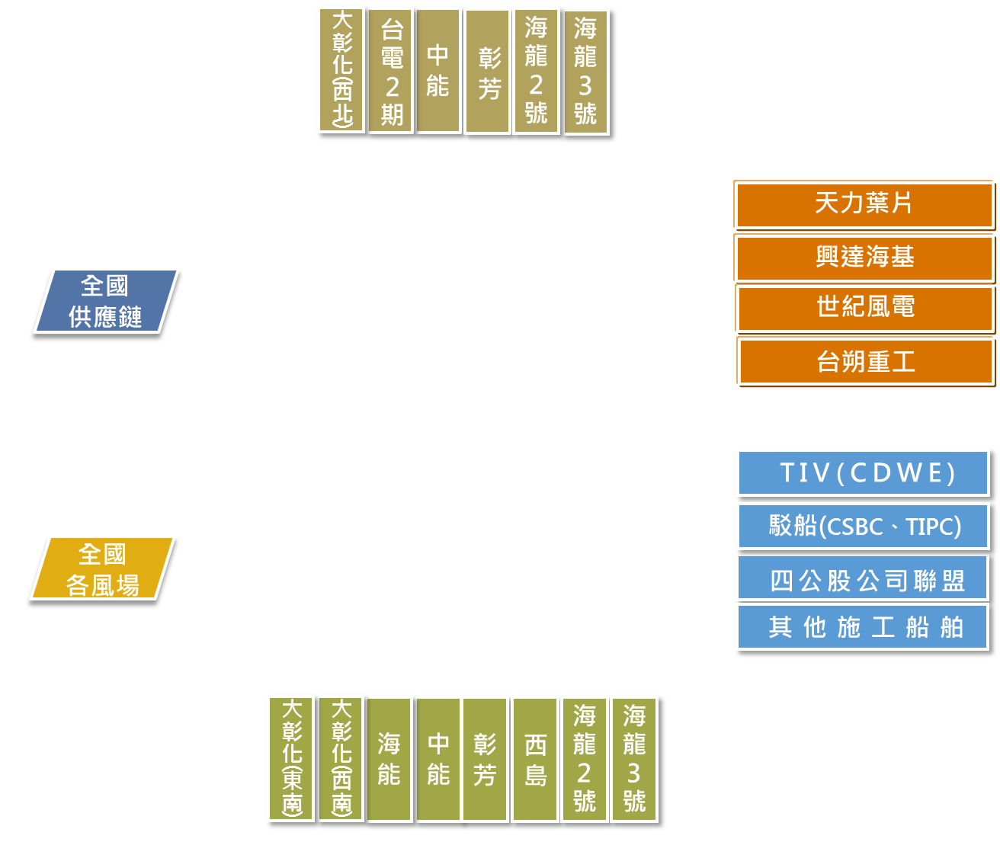 大彰化(西北)
台電2期
中能
彰芳
海龍2號
海龍3號
天力葉片
興達海基
世紀風電
台朔重工
全國
供應鏈
TIV(CDWE)
駁船(CSBC、TIPC)
四公股公司聯盟
其他施工船舶
全國
各風場
大彰化(東南)
大彰化(西南)
海能
中能
彰芳
西島
海龍2號
海龍3號